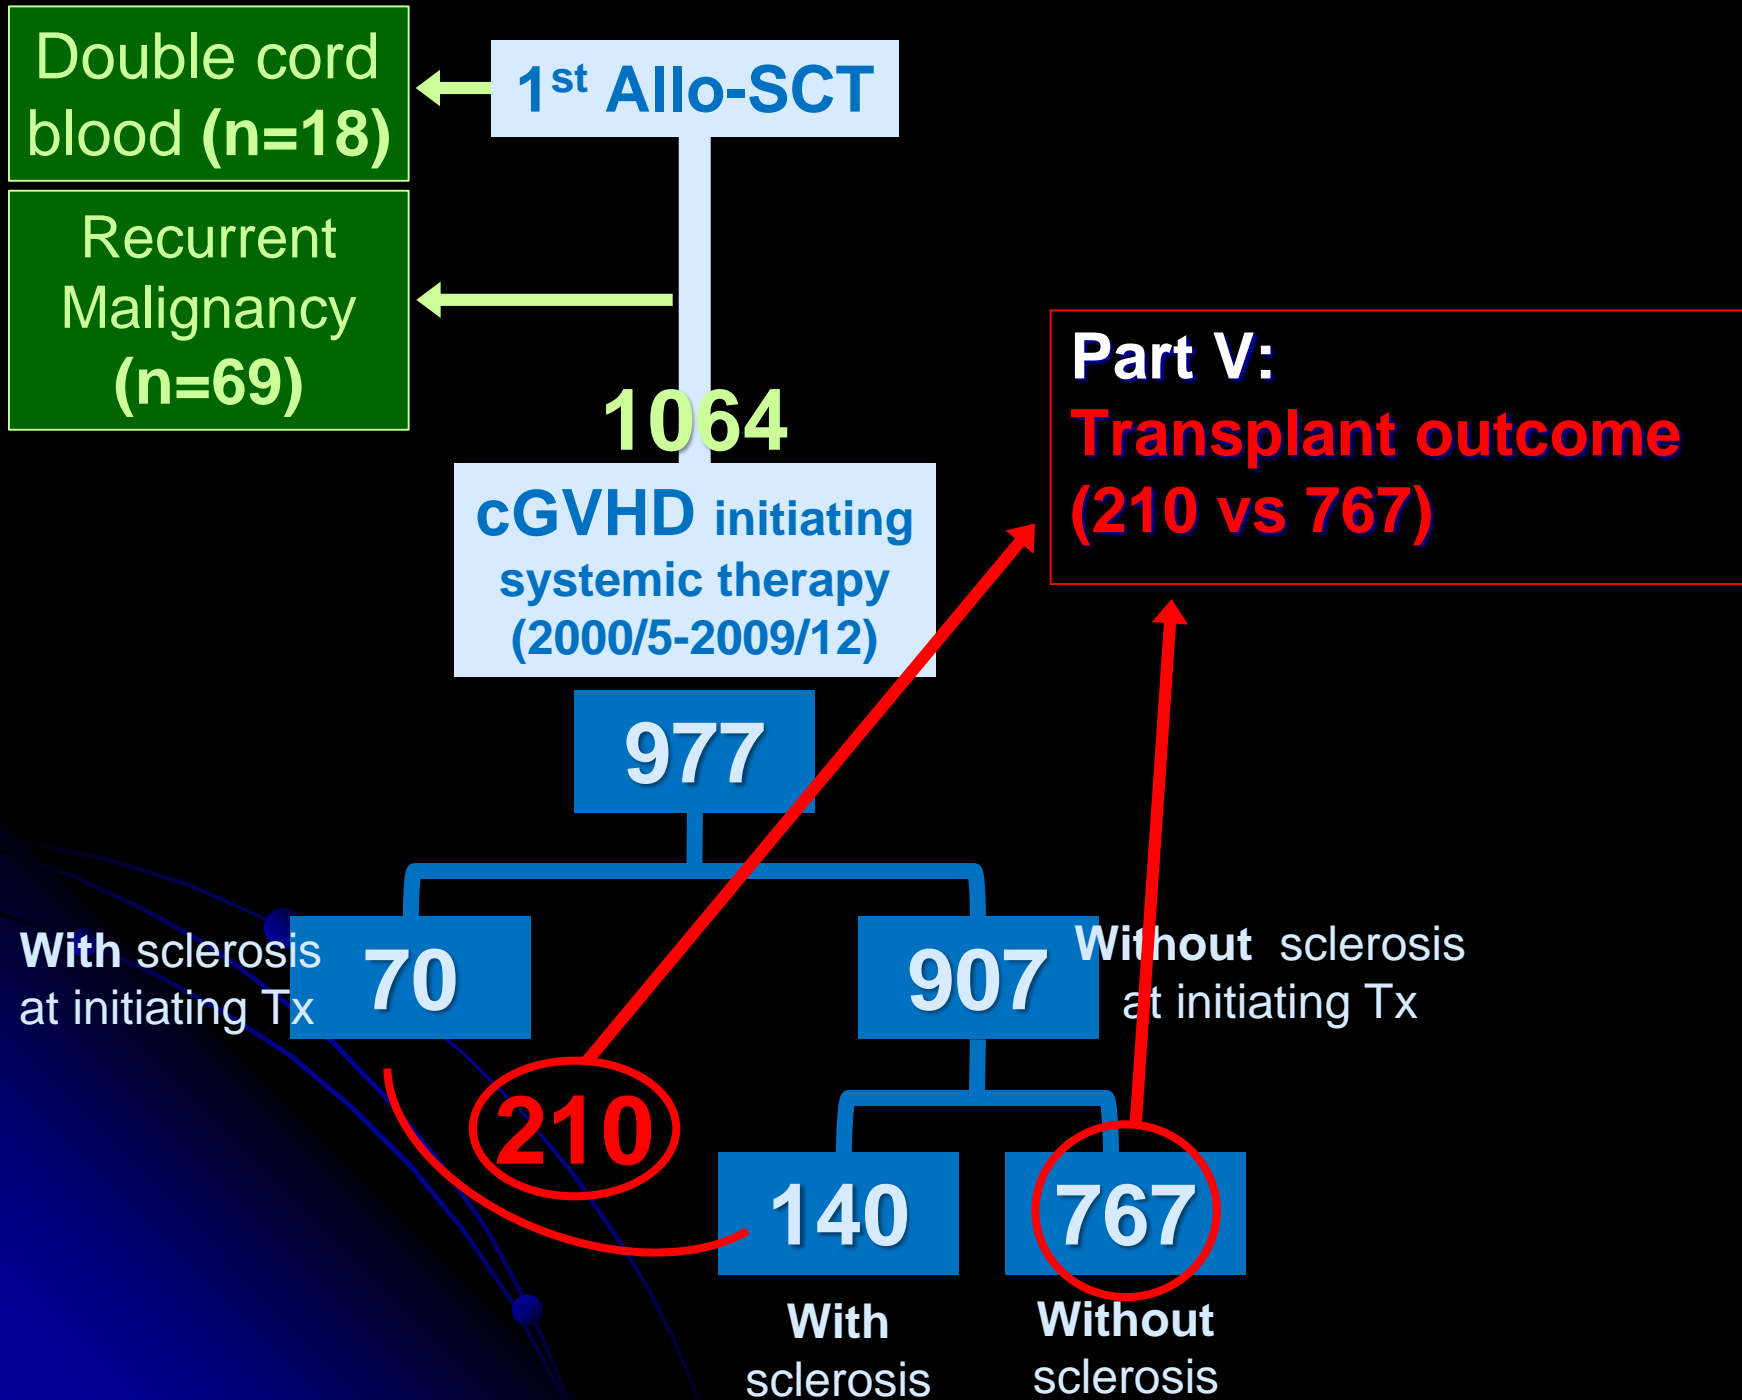 Double cord
blood (n=18)
1st Allo-SCT
Recurrent
Malignancy
(n=69)
1064
cGVHD initiating
systemic therapy
(2000/5-2009/12)
Part V:
Transplant outcome
(210 vs 767)
977
With sclerosis
at initiating Tx
70
907
Without sclerosis
at initiating Tx
210
140
767
With
sclerosis
Without
sclerosis